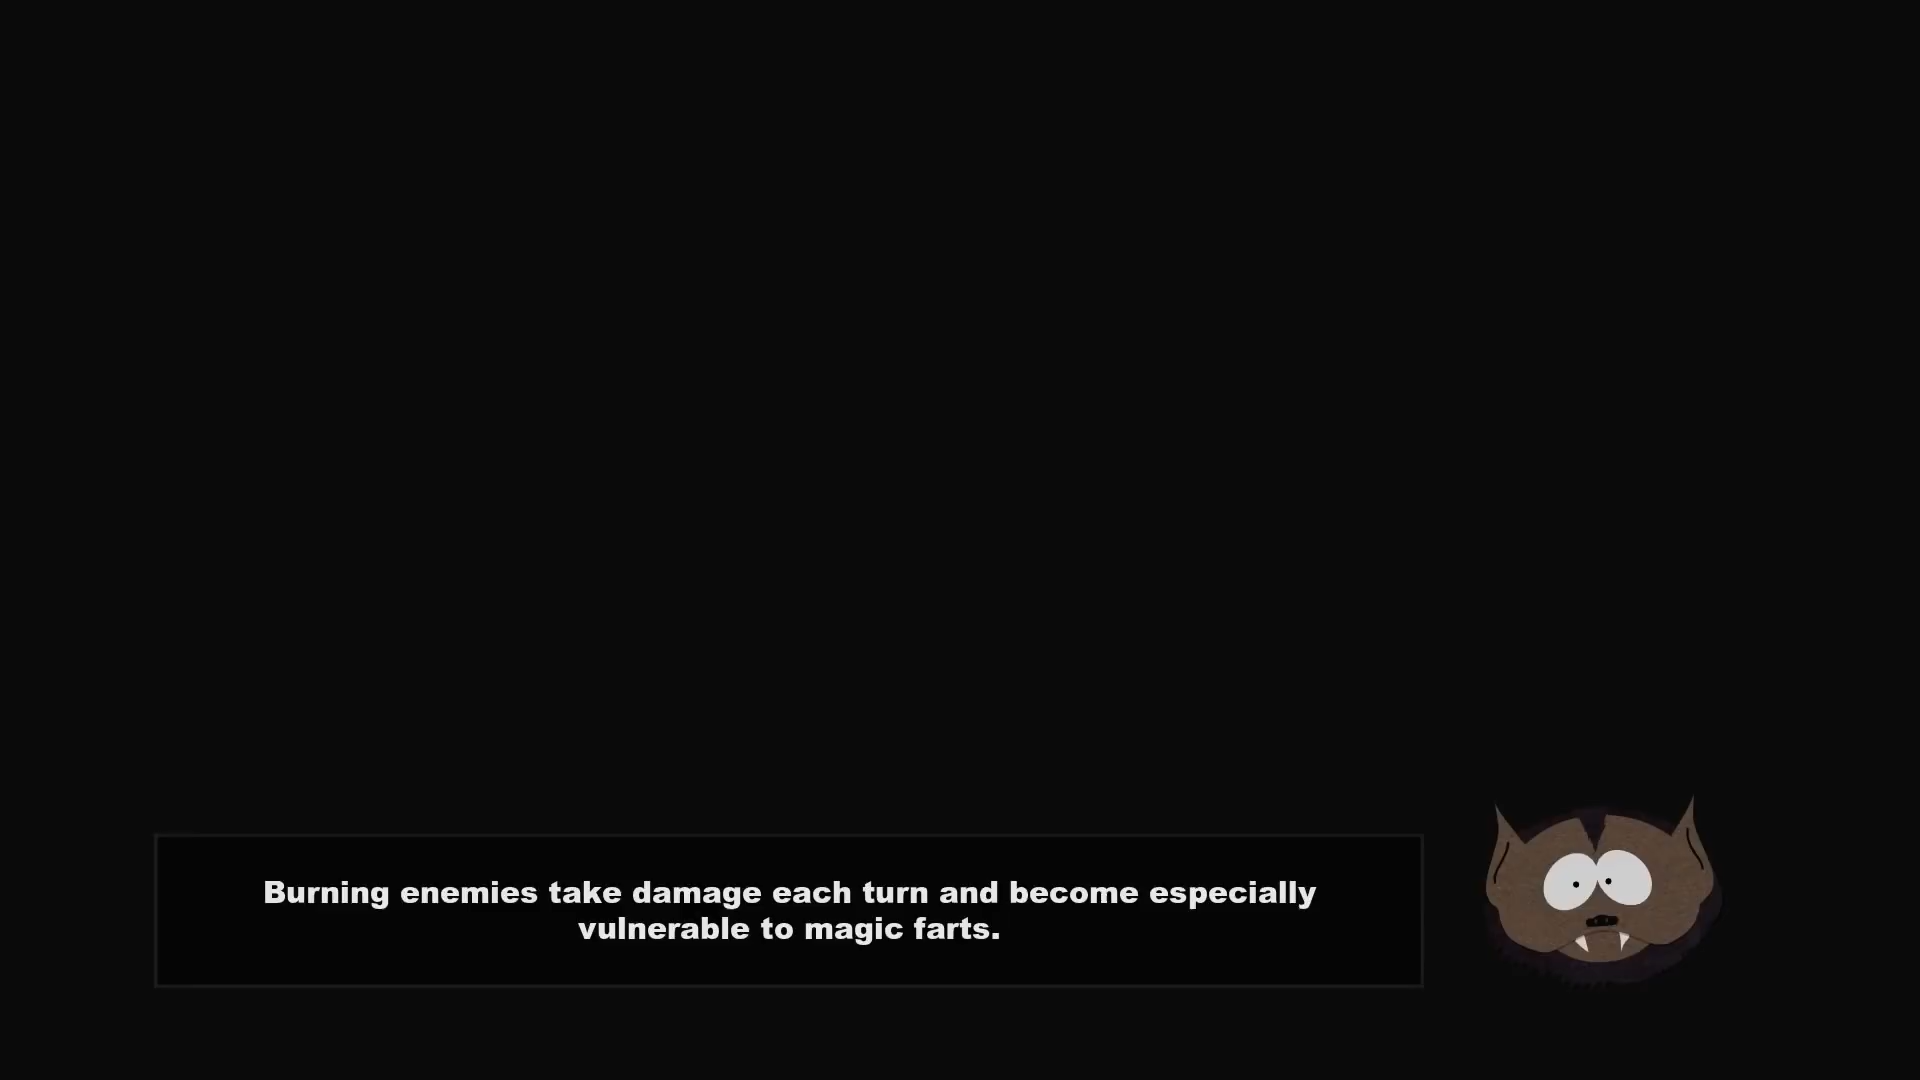 Burning enemies take damage each turn and become especially
vulnerable to magic farts.